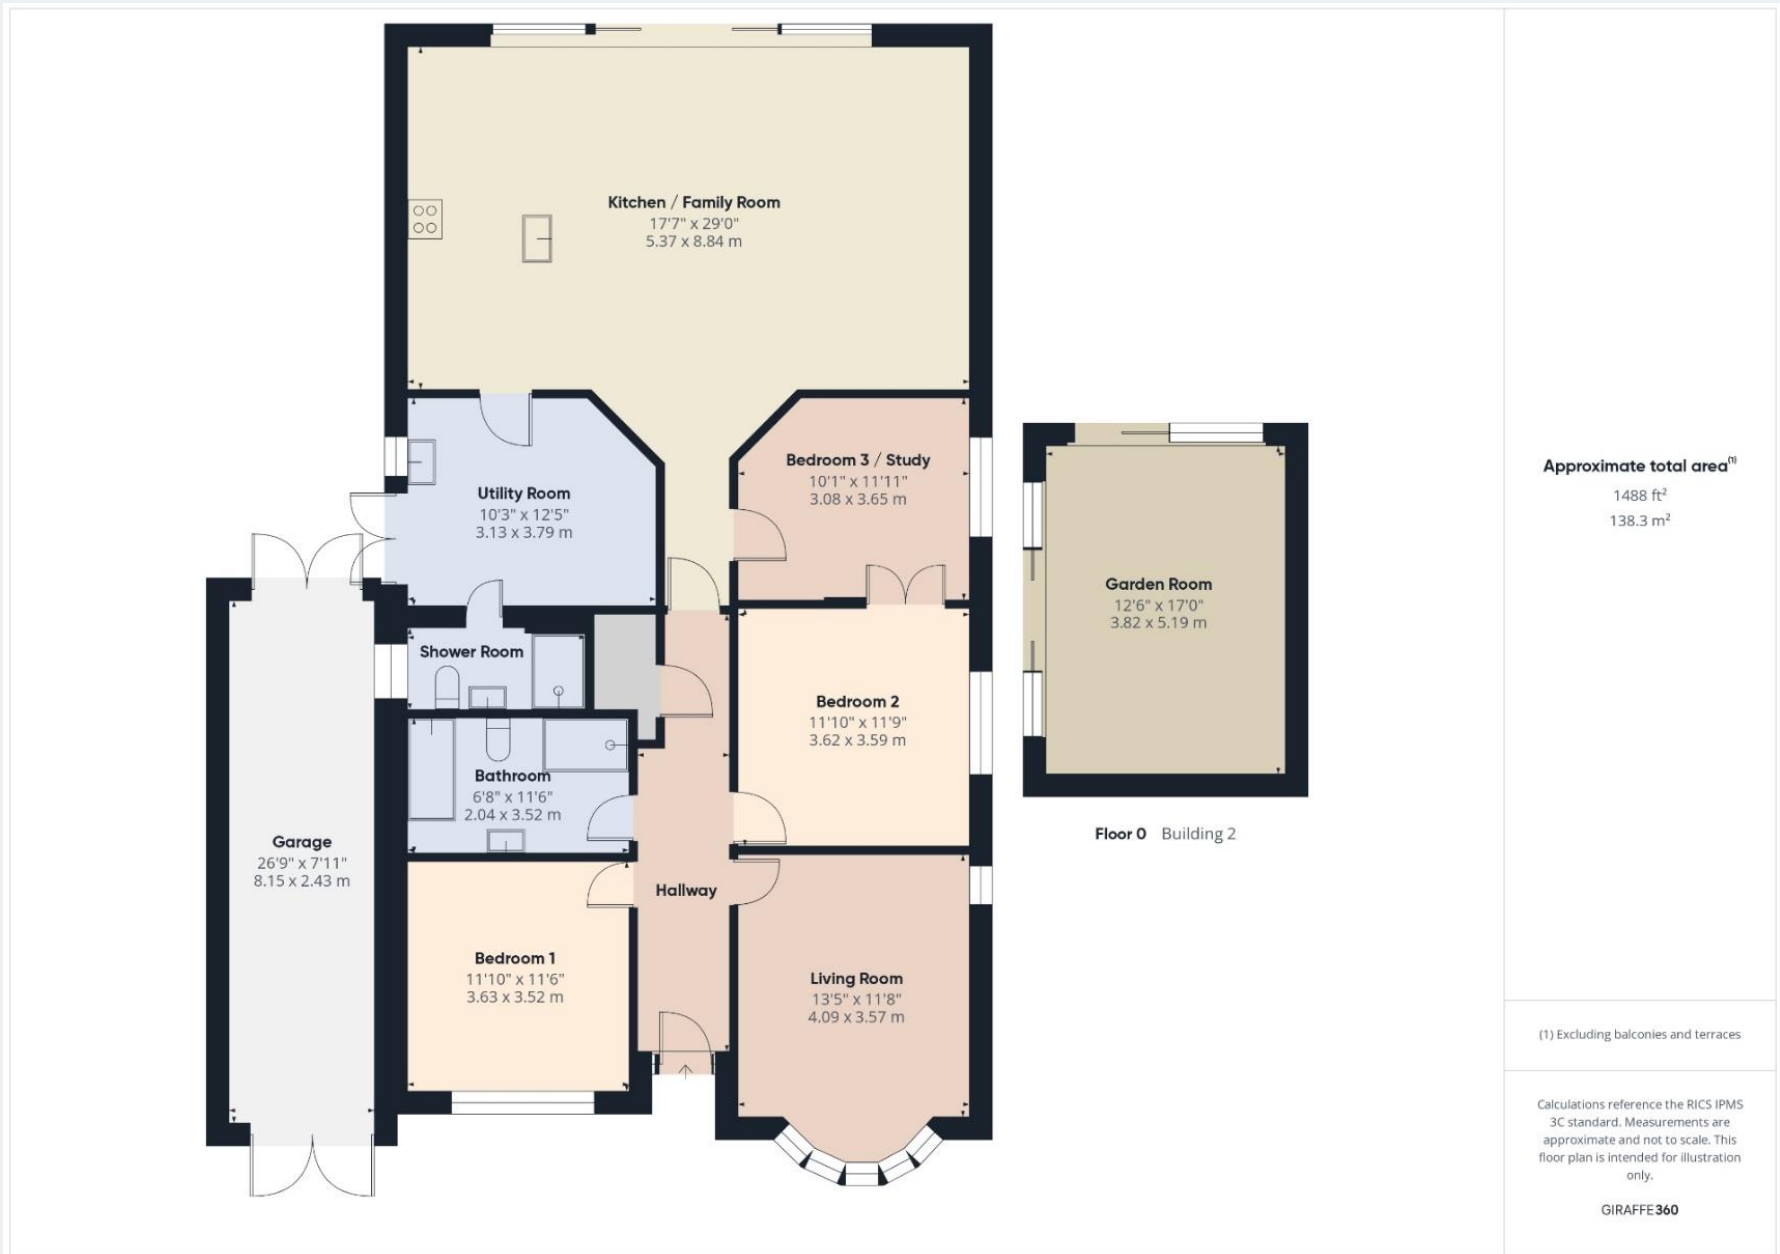 Kitchen / Family Room
17'7" x 29'0"
5.37 x 8.84 m
Bedroom 3 / Study
10'1" x 11'11"
3.08 x 3.65 m
Utility Room
10'3" x 12'5"
3.13 x 3.79 m
Shower Room
Bedroom 2
11'10" x 11'9"
3.62 x 3.59 m
Bathroom
6'8" x 11'6"
2.04 x 3.52 m
Garage
26'9" x 7'11"
8.15 x 2.43 m
Hallway
Bedroom 1
11'10" x 11'6"
3.63 x 3.52 m
Living Room
13'5" x 11'8"
4.09 x 3.57 m
Garden Room
12'6" x 17'0"
3.82 x 5.19 m
Floor 0 Building 2
Approximate total area(1)
1488 ft²
138.3 m²
(1) Excluding balconies and terraces
Calculations reference the RICS IPMS
3C standard. Measurements are
approximate and not to scale. This
floor plan is intended for illustration
only.
GIRAFFE360